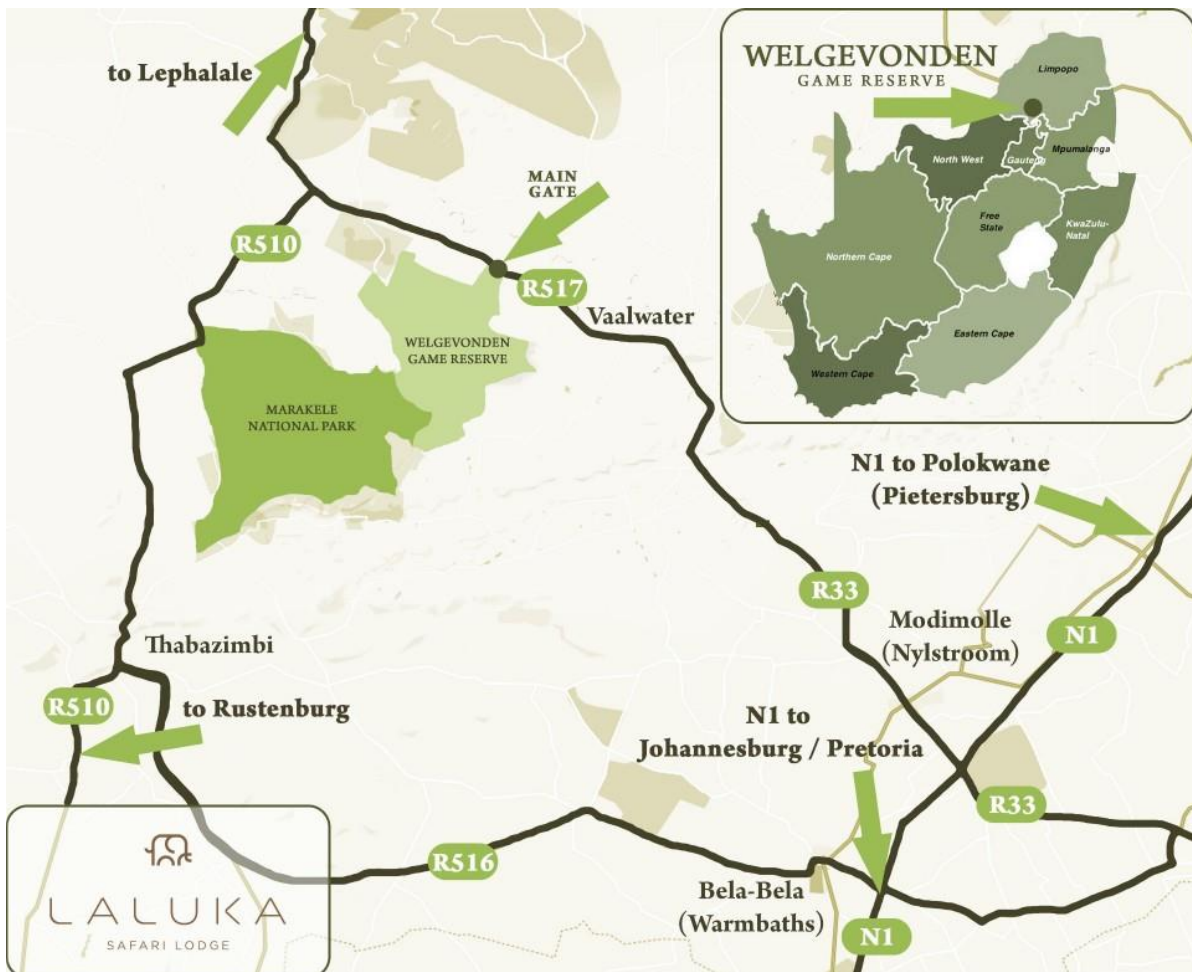 to Lephalale
MAIN
GATE
R510
R517
Vaalwater
WELGEVONDEN
GAME RESERVE
MARAKELE
NATIONAL PARK
WELGEVONDEN
GAME RESERVE
Limpopo
North West
Gauteng
Mpumalanga
Free
State
KwaZulu-
Natal
Northern Cape
Eastern Cape
Western Cape
N1 to Polokwane
(Pietersburg)
R33
Modimolle
(Nylstroom)
N1
Thabazimbi
R510
to Rustenburg
N1 to
Johannesburg / Pretoria
R33
R516
Bela-Bela
(Warmbaths)
N1
LALUKA
SAFARI LODGE